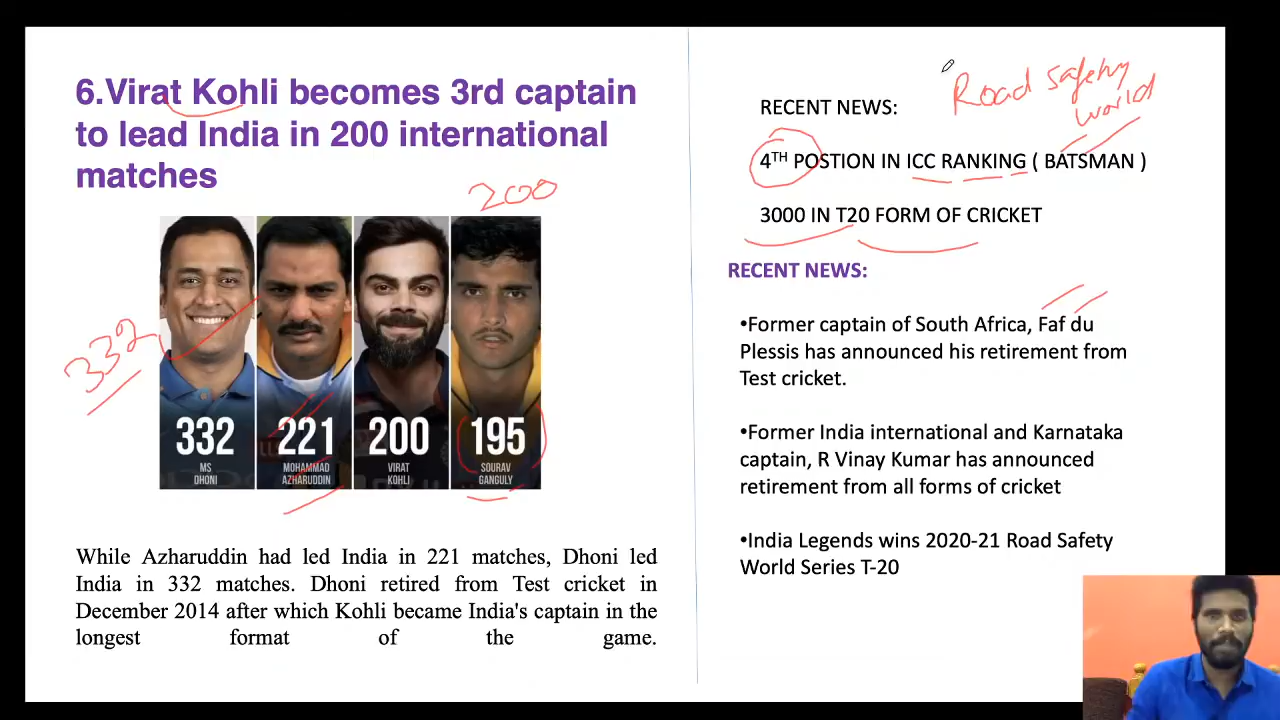 6.Virat Kohli becomes 3rd captain
to lead India in 200 international
matches
200
332
332
MS
DHONI
221
MOHAMMAD
AZHARUDDIN
200
VIRAT
KOHLI
195
SOURAV
GANGULY
While Azharuddin had led India in 221 matches, Dhoni led
India in 332 matches. Dhoni retired from Test cricket in
December 2014 after which Kohli became India's captain in the
longest format of the game.
Road safety
world
RECENT NEWS:
4TH POSTION IN ICC RANKING ( BATSMAN )
3000 IN T20 FORM OF CRICKET
RECENT NEWS:
•Former captain of South Africa, Faf du
Plessis has announced his retirement from
Test cricket.
•Former India international and Karnataka
captain, R Vinay Kumar has announced
retirement from all forms of cricket
•India Legends wins 2020-21 Road Safety
World Series T-20